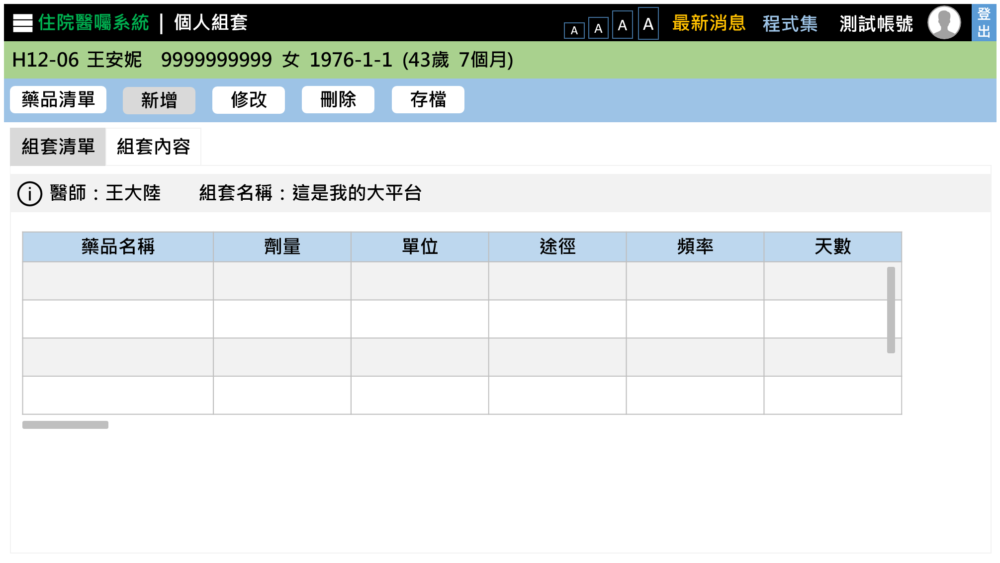 住院醫囑系統 | 個人組套 A A A A 最新消息 程式集 測試帳號 登出
H12-06 王安妮 9999999999 女 1976-1-1 (43歲 7個月)
藥品清單 新增 修改 刪除 存檔
組套清單 組套內容
i 醫師：王大陸 組套名稱：這是我的大平台
藥品名稱 劑量 單位 途徑 頻率 天數